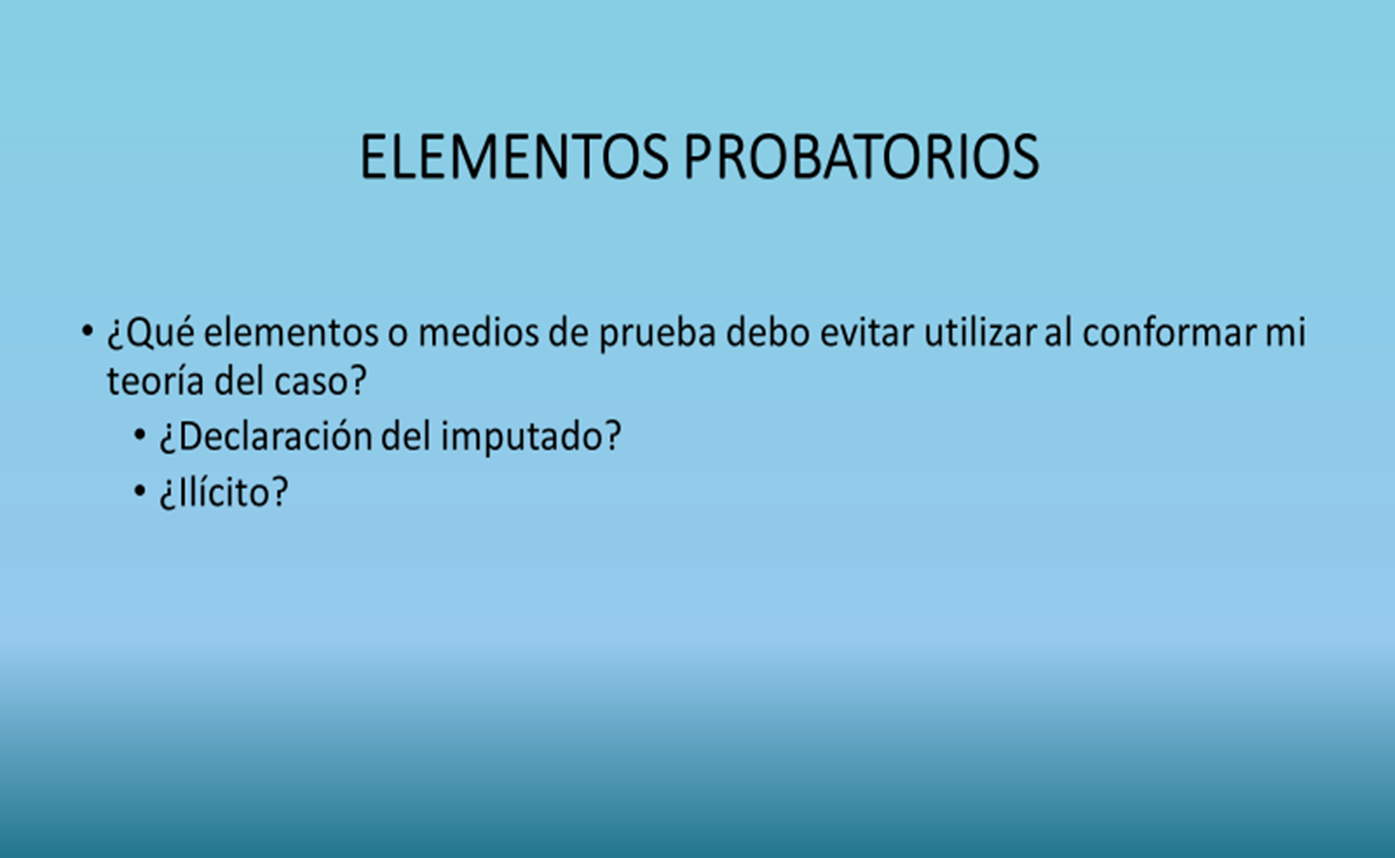 ELEMENTOS PROBATORIOS
• ¿Qué elementos o medios de prueba debo evitar utilizar al conformar mi
teoría del caso?
• ¿Declaración del imputado?
• ¿Ilícito?